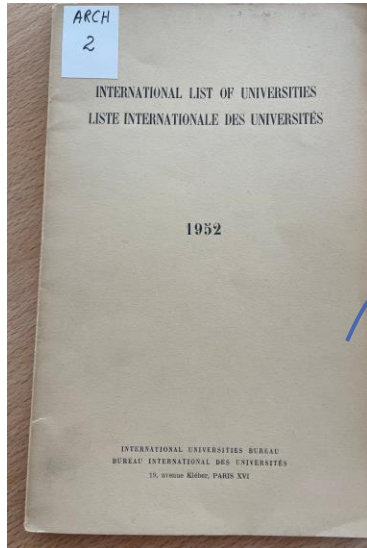 ARCH
2
INTERNATIONAL LIST OF UNIVERSITIES
LISTE INTERNATIONALE DES UNIVERSITÉS
1952
INTERNATIONAL UNIVERSITIES BUREAU
BUREAU INTERNATIONAL DES UNIVERSITÉS
19, avenue Kléber, PARIS XVI